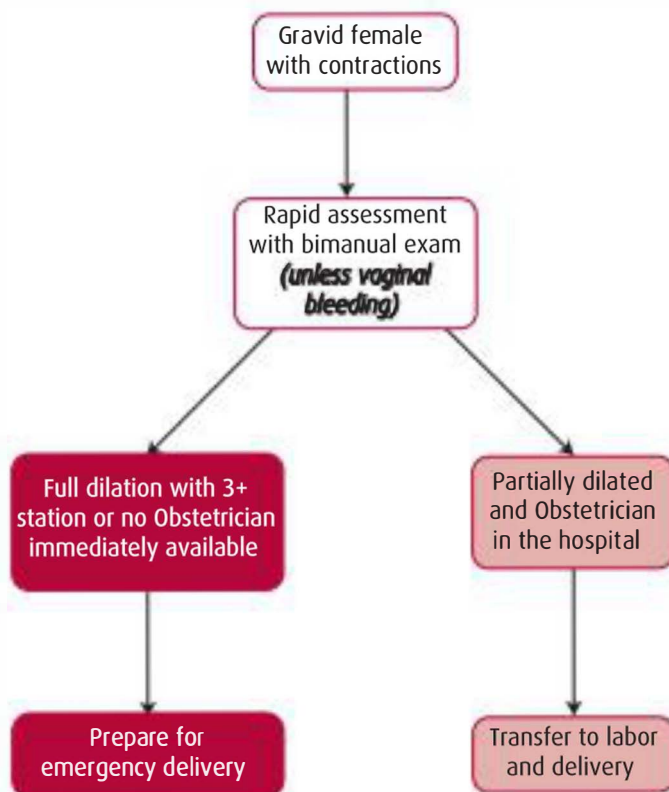 Gravid female
with contractions
Rapid assessment
with bimanual exam
(unless vaginal
bleeding)
Full dilation with 3+
station or no Obstetrician
immediately available
Partially dilated
and Obstetrician
in the hospital
Prepare for
emergency delivery
Transfer to labor
and delivery